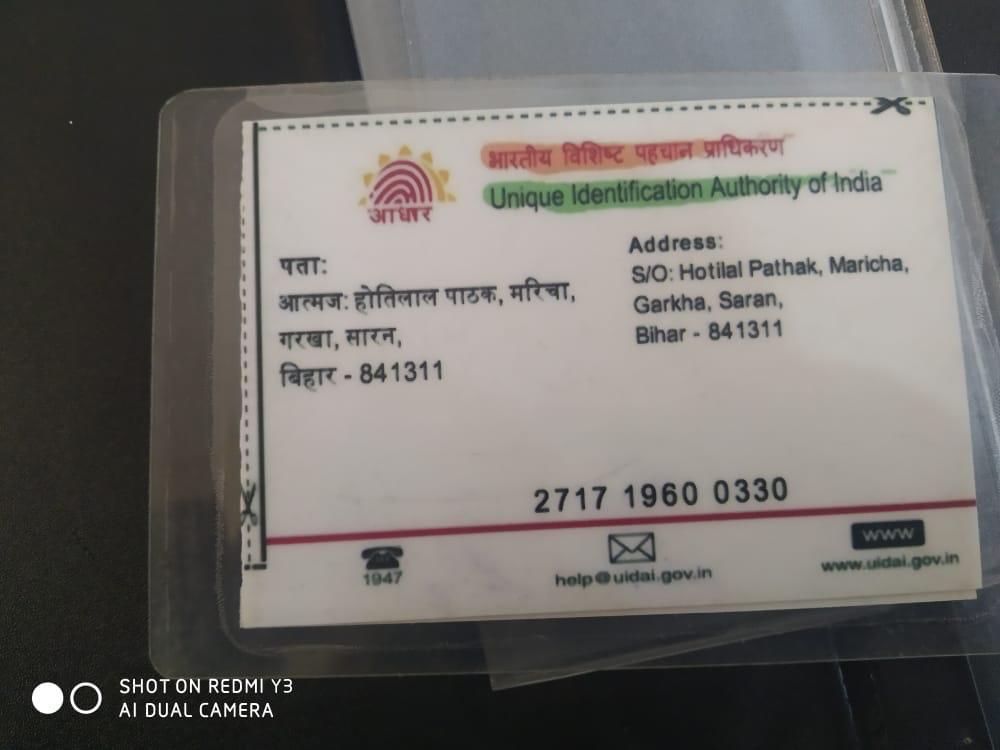 भारतीय विशिष्ट पहचान प्राधिकरण
Unique Identification Authority of India
आधार
पता:
आत्मज: होतिलाल पाठक, मरिचा,
गरखा, सारन,
बिहार - 841311
Address:
S/O: Hotilal Pathak, Maricha,
Garkha, Saran,
Bihar - 841311
2717 1960 0330
1947
help@uidai.gov.in
WWW
www.uidai.gov.in
SHOT ON REDMI Y3
AI DUAL CAMERA